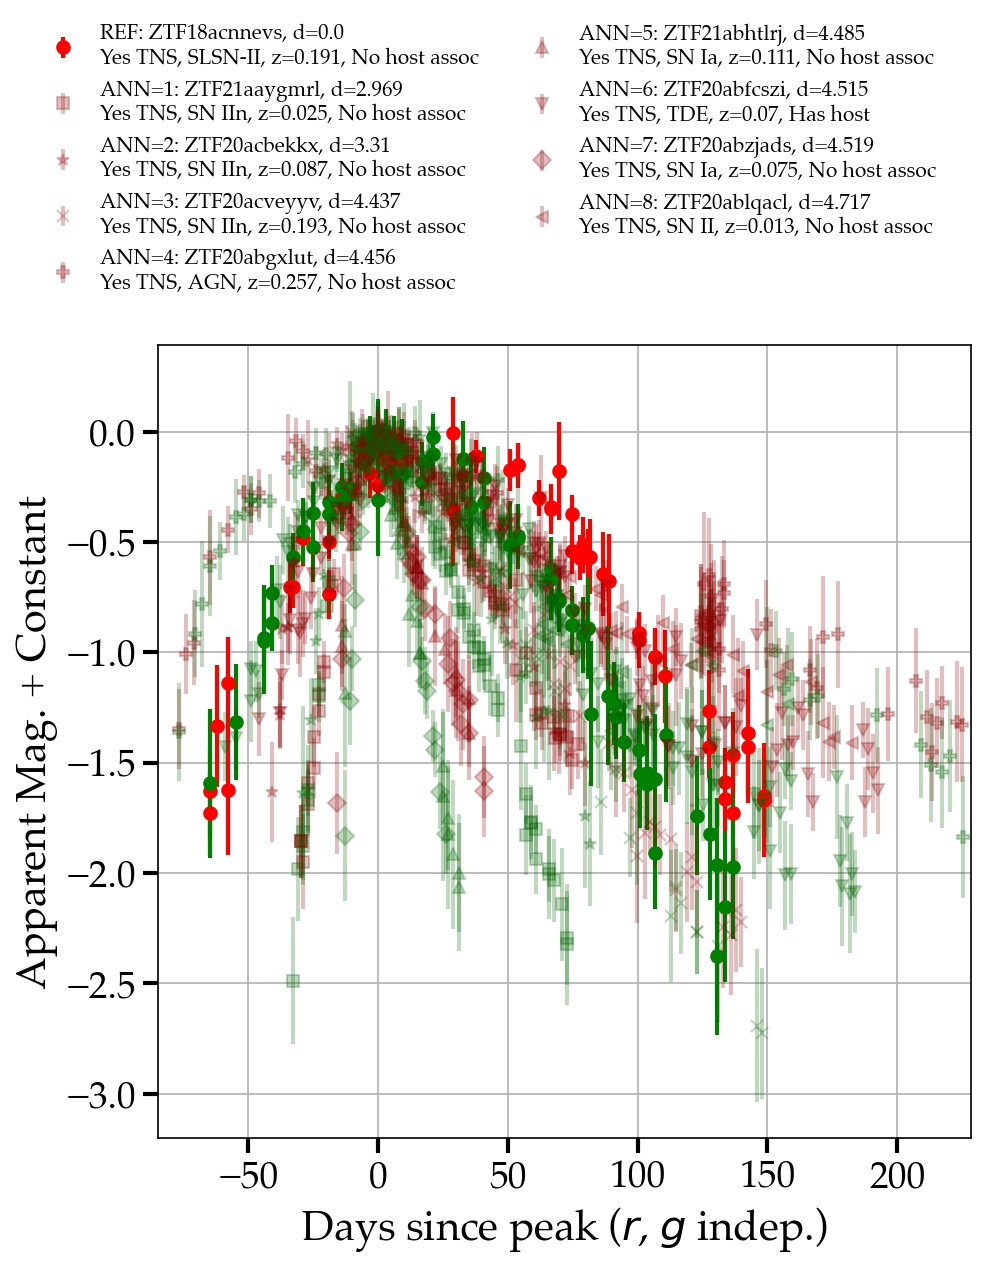 REF: ZTF18acnnevs, d=0.0
Yes TNS, SLSN-II, z=0.191, No host assoc
ANN=1: ZTF21aaygmrl, d=2.969
Yes TNS, SN IIn, z=0.025, No host assoc
ANN=2: ZTF20acbekkx, d=3.31
Yes TNS, SN IIn, z=0.087, No host assoc
ANN=3: ZTF20acveyyv, d=4.437
Yes TNS, SN IIn, z=0.193, No host assoc
ANN=4: ZTF20abgxlut, d=4.456
Yes TNS, AGN, z=0.257, No host assoc
ANN=5: ZTF21abhtlrj, d=4.485
Yes TNS, SN Ia, z=0.111, No host assoc
ANN=6: ZTF20abfcszi, d=4.515
Yes TNS, TDE, z=0.07, Has host
ANN=7: ZTF20abzjads, d=4.519
Yes TNS, SN Ia, z=0.075, No host assoc
ANN=8: ZTF20ablqacl, d=4.717
Yes TNS, SN II, z=0.013, No host assoc
Apparent Mag. + Constant
0.0
−0.5
−1.0
−1.5
−2.0
−2.5
−3.0
−50 0 50 100 150 200
Days since peak (r, g indep.)